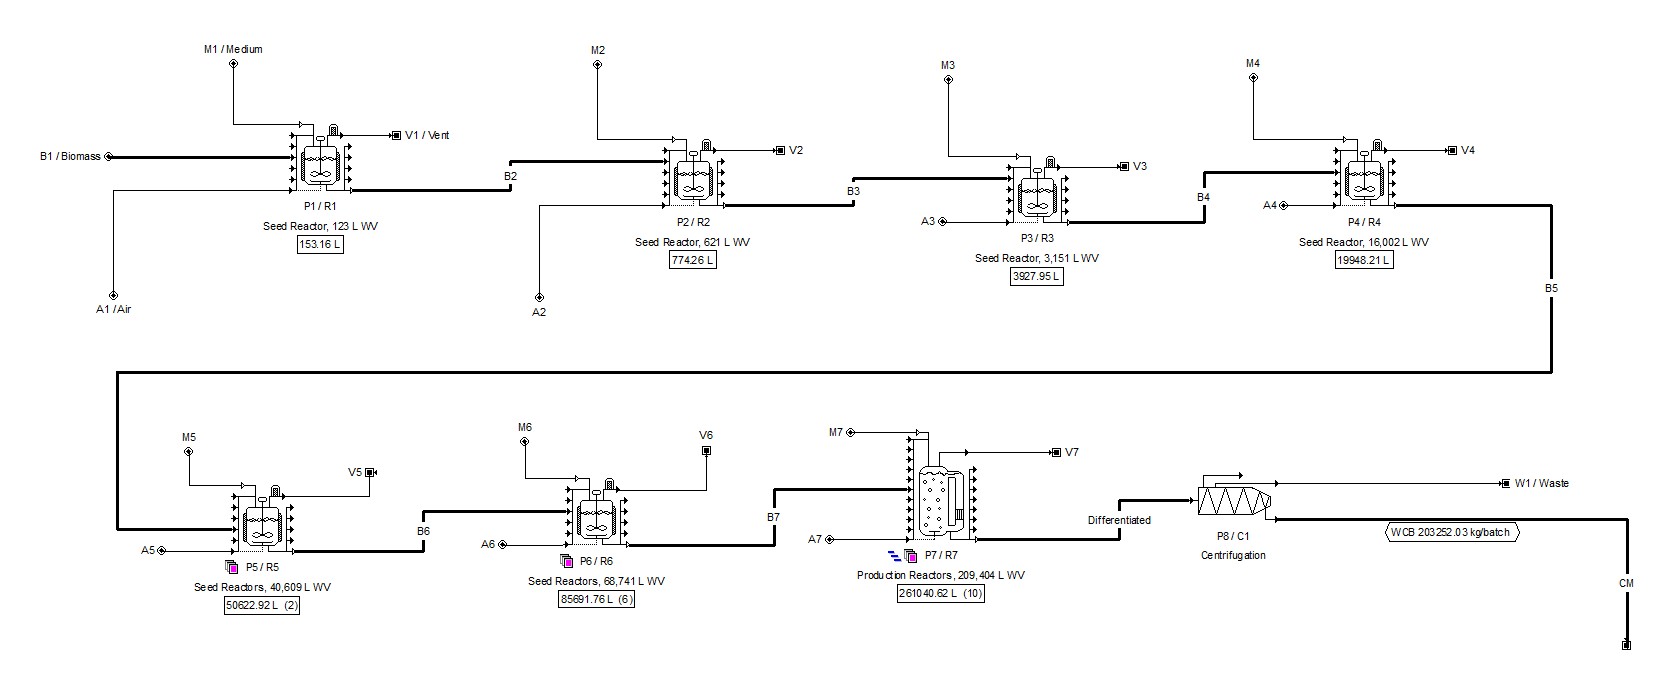 M1 / Medium
M2
M3
M4
V1 / Vent
V2
V3
V4
B1 / Biomass
B2
B3
B4
A3
A4
P1 / R1
Seed Reactor, 123 L WV
153.16 L
P2 / R2
Seed Reactor, 621 L WV
774.26 L
P3 / R3
Seed Reactor, 3,151 L WV
3927.95 L
P4 / R4
Seed Reactor, 16,002 L WV
19948.21 L
A1 / Air
A2
B5
M5
M6
M7
V5
V6
V7
W1 / Waste
B6
B7
Differentiated
A5
A6
A7
P5 / R5
Seed Reactors, 40,609 L WV
50622.92 L (2)
P6 / R6
Seed Reactors, 68,741 L WV
85691.76 L (6)
P7 / R7
Production Reactors, 209,404 L WV
261040.62 L (10)
P8 / C1
Centrifugation
WCB 203252.03 kg/batch
CM